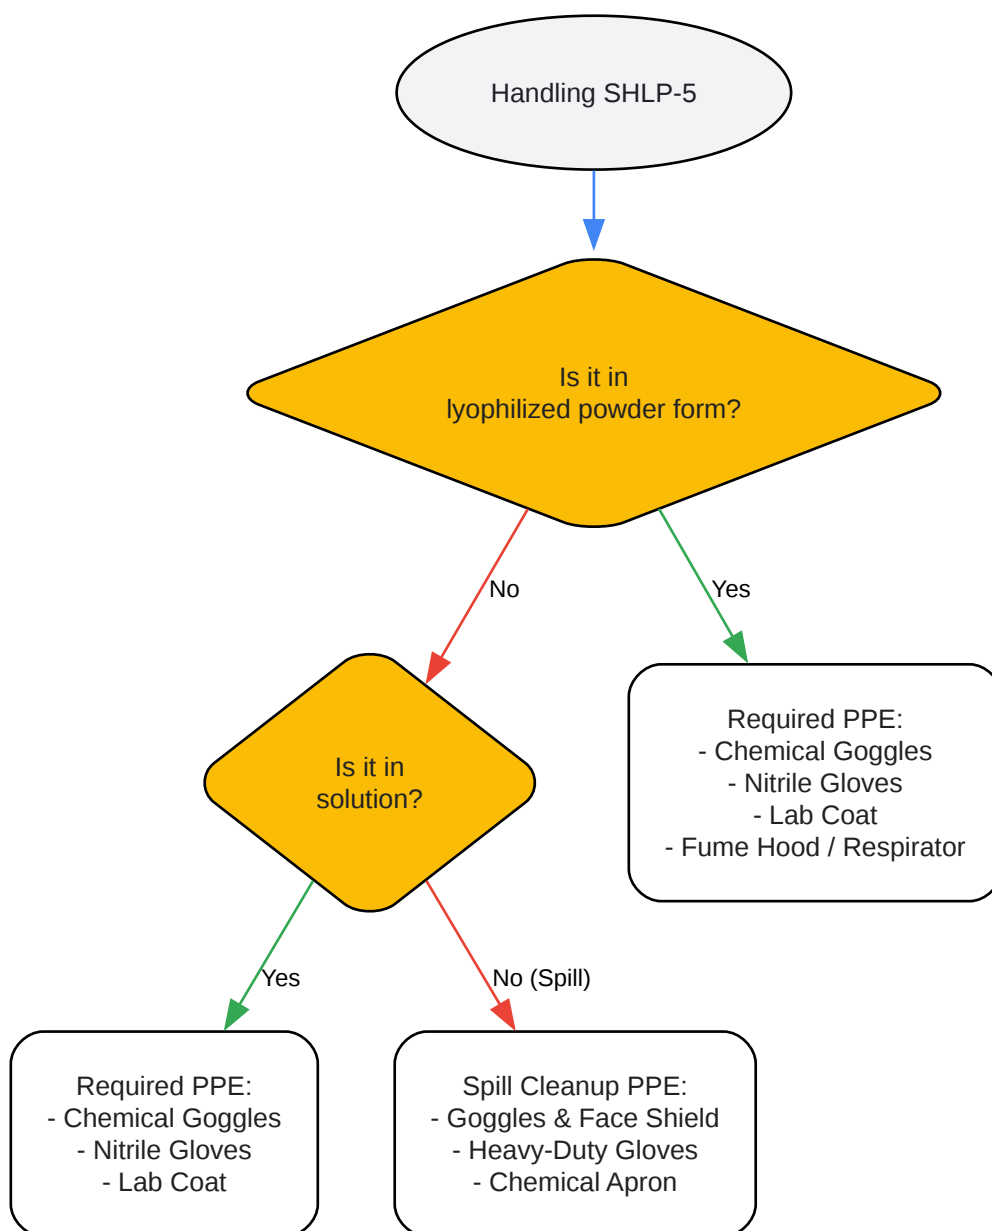 Handling SHLP-5
Is it in
lyophilized powder form?
No
Yes
Required PPE:
- Chemical Goggles
- Nitrile Gloves
- Lab Coat
- Fume Hood / Respirator
Is it in
solution?
Yes
No (Spill)
Required PPE:
- Chemical Goggles
- Nitrile Gloves
- Lab Coat
Spill Cleanup PPE:
- Goggles & Face Shield
- Heavy-Duty Gloves
- Chemical Apron